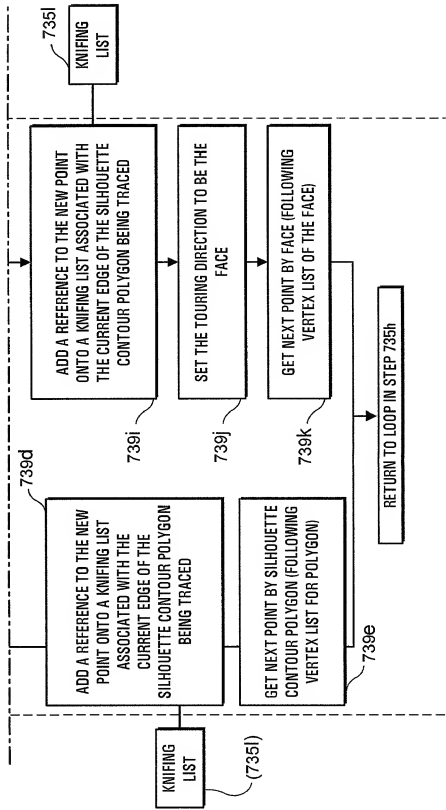 739d
ADD A REFERENCE TO THE NEW
POINT ONTO A KNIFING LIST
ASSOCIATED WITH THE
CURRENT EDGE OF THE
SILHOUETTE CONTOUR POLYGON
BEING TRACED
KNIFING
LIST
(735l)
GET NEXT POINT BY SILHOUETTE
CONTOUR POLYGON (FOLLOWING
VERTEX LIST FOR POLYGON)
739e
ADD A REFERENCE TO THE NEW POINT
ONTO A KNIFING LIST ASSOCIATED WITH
THE CURRENT EDGE OF THE SILHOUETTE
CONTOUR POLYGON BEING TRACED
739i
KNIFING
LIST
735l
SET THE TOURING DIRECTION TO BE THE
FACE
739j
GET NEXT POINT BY FACE (FOLLOWING
VERTEX LIST OF THE FACE)
739k
RETURN TO LOOP IN STEP 735h